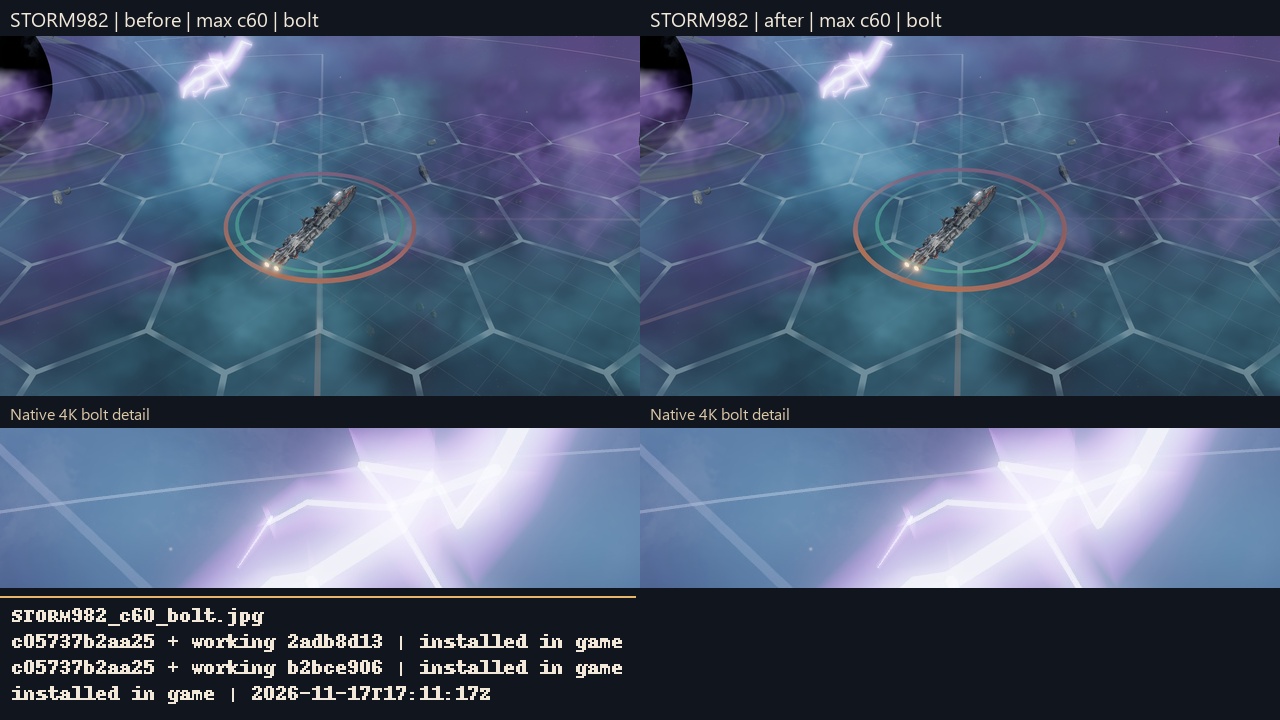 STORM982 | before | max c60 | bolt
STORM982 | after | max c60 | bolt
Native 4K bolt detail
Native 4K bolt detail
STORM982_c60_bolt.jpg
c05737b2aa25 + working 2adb8d13 | installed in game
c05737b2aa25 + working b2bce906 | installed in game
installed in game | 2026-11-17T17:11:17Z